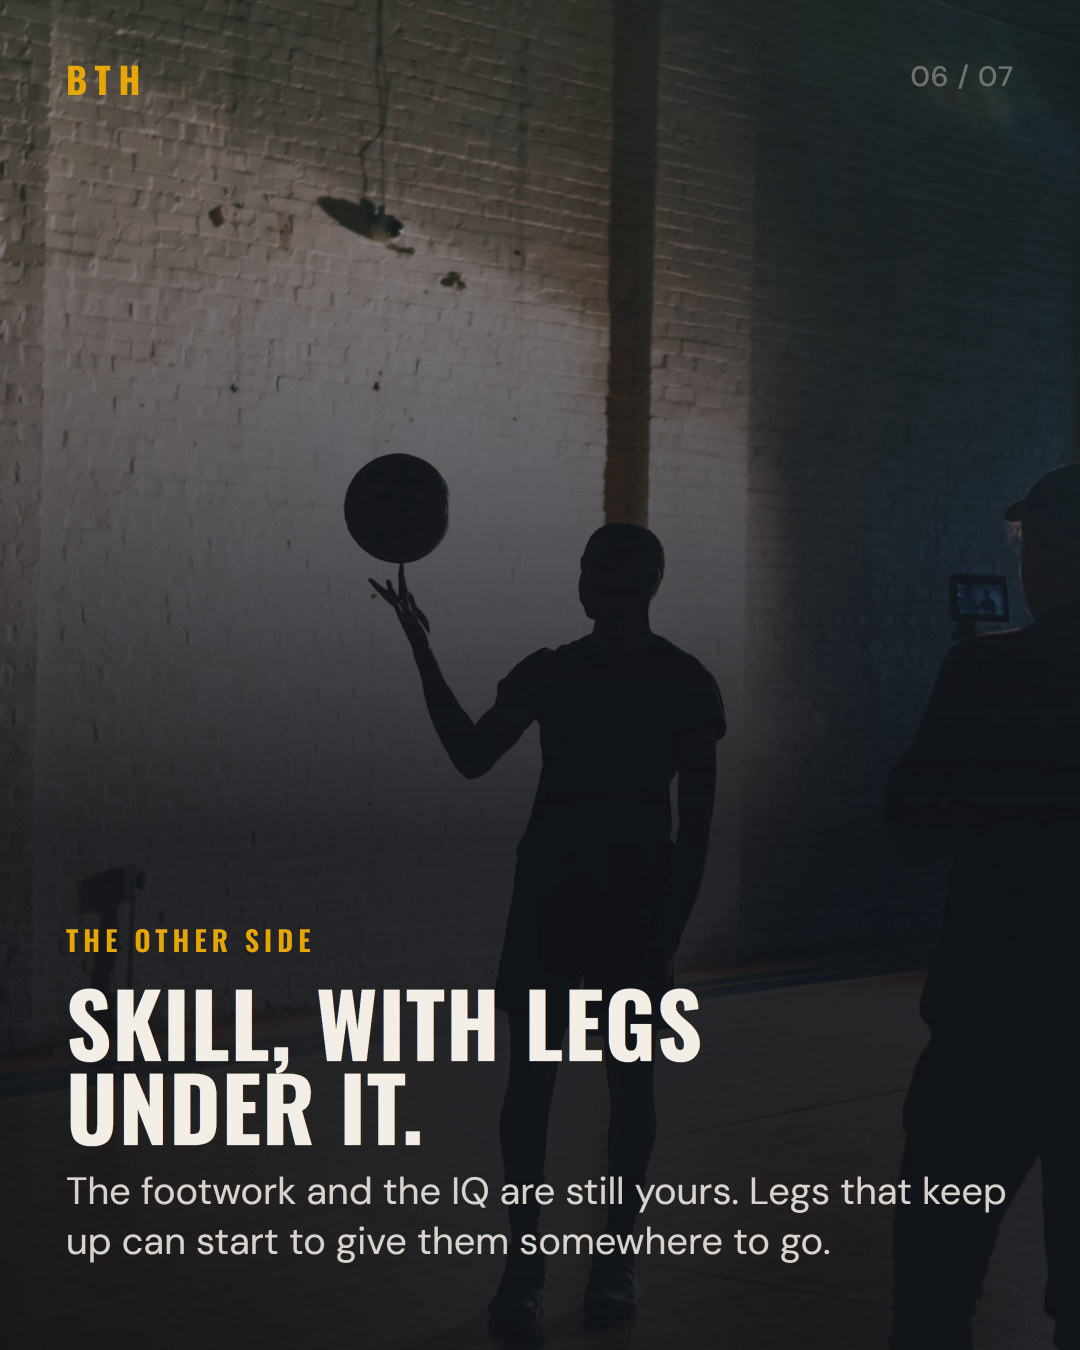 BTH
06 / 07
THE OTHER SIDE
SKILL, WITH LEGS
UNDER IT.
The footwork and the IQ are still yours. Legs that keep
up can start to give them somewhere to go.